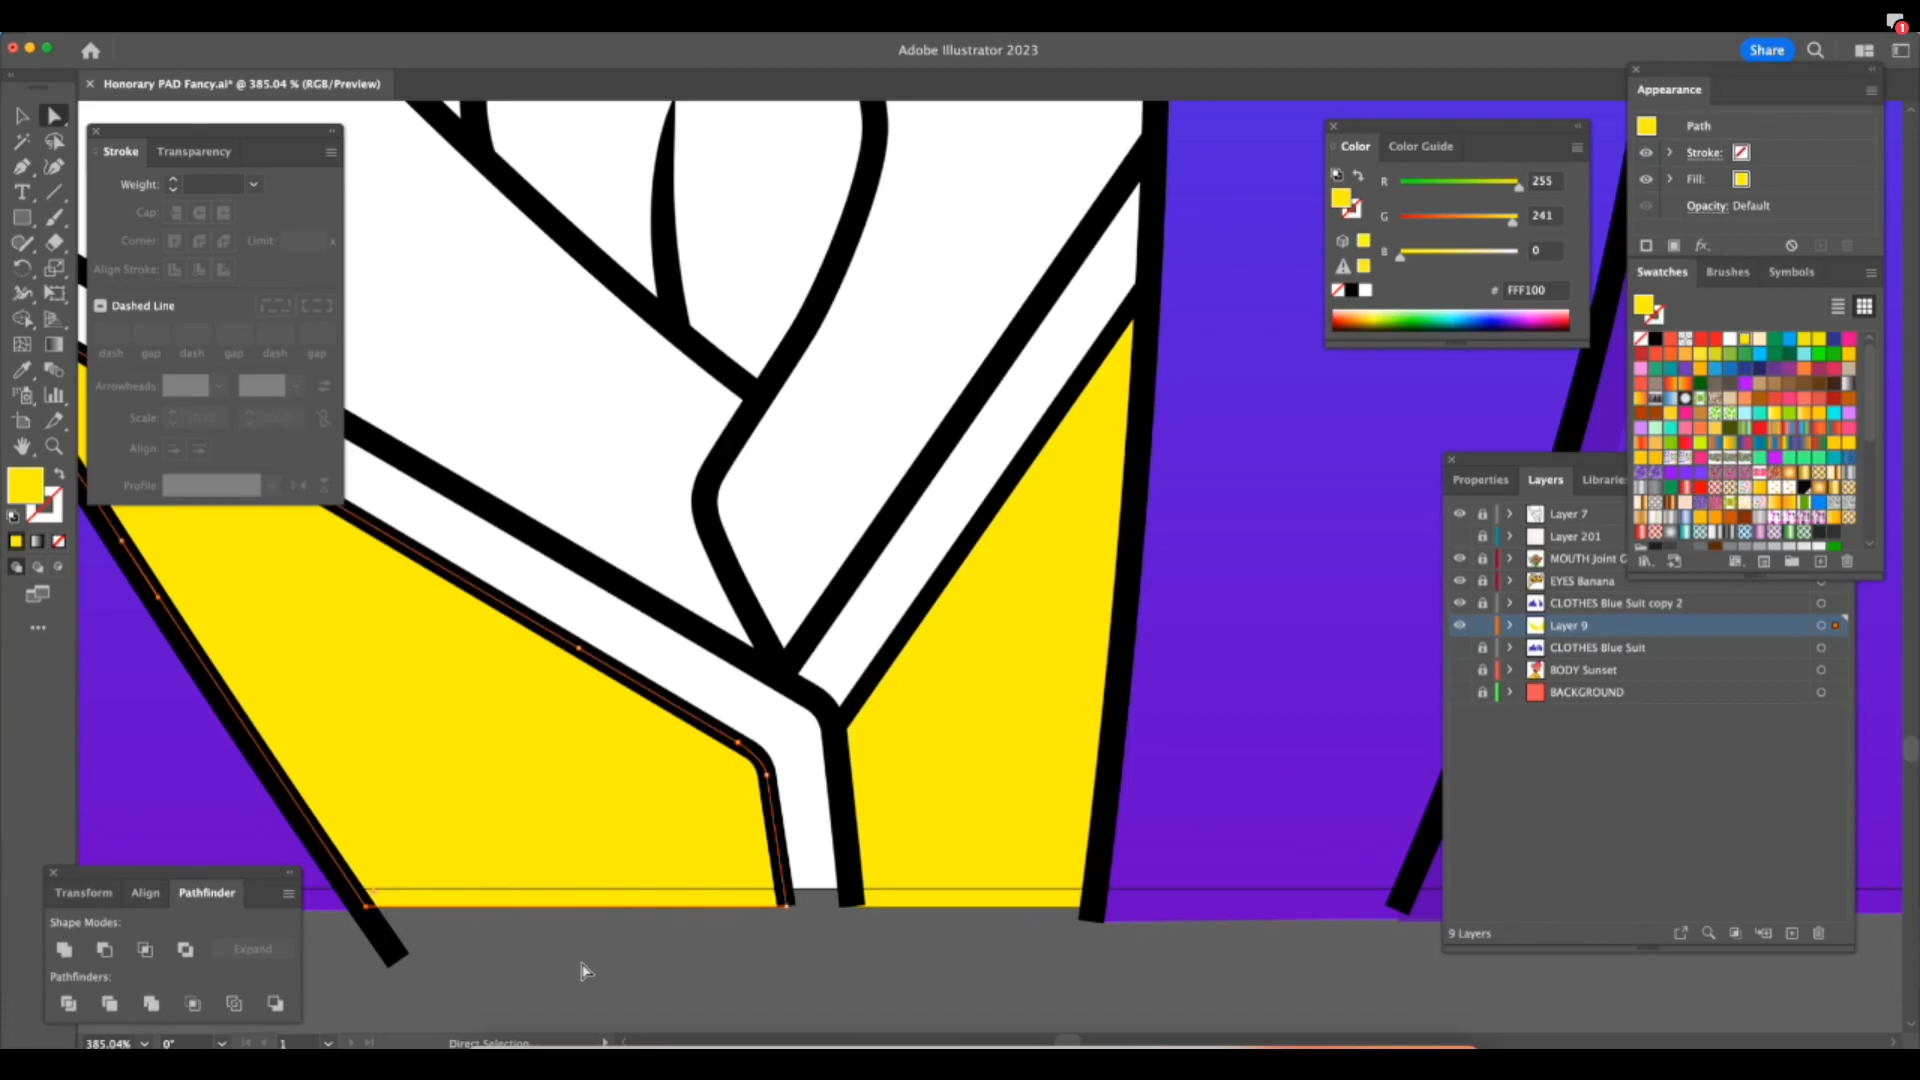 1
Adobe Illustrator 2023
Share
Honorary PAD Fancy.ai* @ 385.04 % (RGB/Preview)
Stroke
Transparency
Weight:
Cap:
Corner:
Limit:
x
Align Stroke:
Dashed Line
dash gap dash gap dash gap
Arrowheads:
Scale:
Align:
Profile:
Color
Color Guide
R 255
G 241
B 0
# FFF100
Appearance
Path
Stroke:
Fill:
Opacity: Default
fx.
Swatches
Brushes
Symbols
Properties
Layers
Librarie
Layer 7
Layer 201
MOUTH Joint G
EYES Banana
CLOTHES Blue Suit copy 2
Layer 9
CLOTHES Blue Suit
BODY Sunset
BACKGROUND
9 Layers
Transform
Align
Pathfinder
Shape Modes:
Expand
Pathfinders:
385.04%
0°
1
Direct Selection